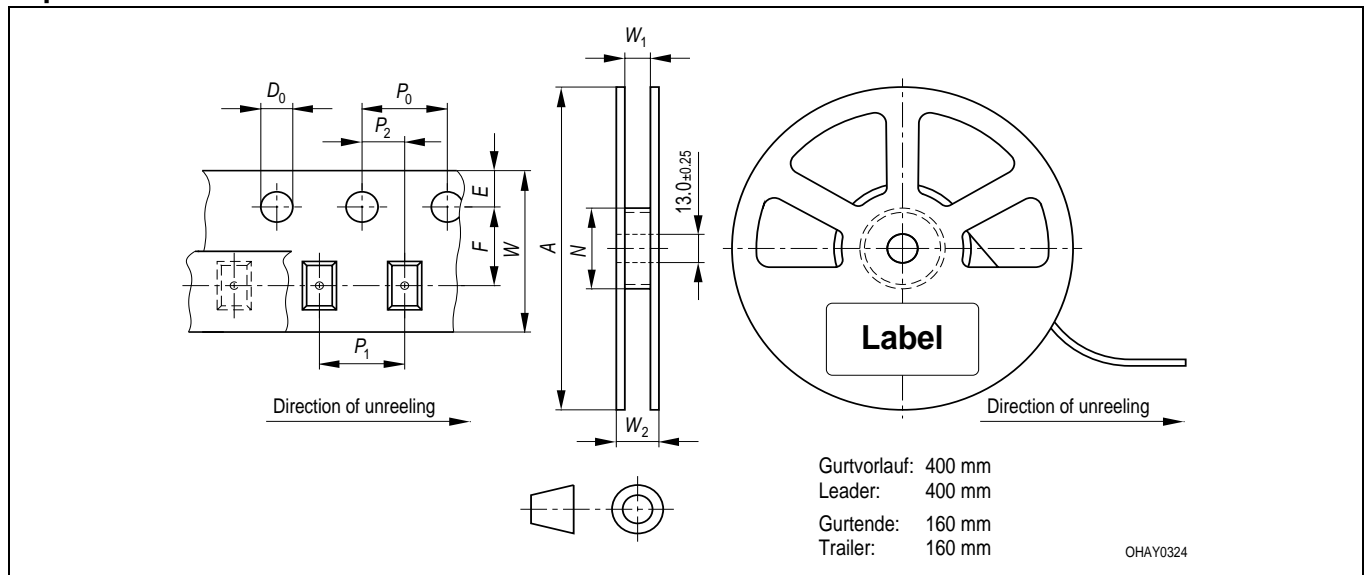 W₁
D₀
P₀
P₂
E
F
W
A
N
13.0±0.25
P₁
Label
Direction of unreeling
W₂
Direction of unreeling
Gurtvorlauf: 400 mm
Leader: 400 mm
Gurtende: 160 mm
Trailer: 160 mm
OHAY0324